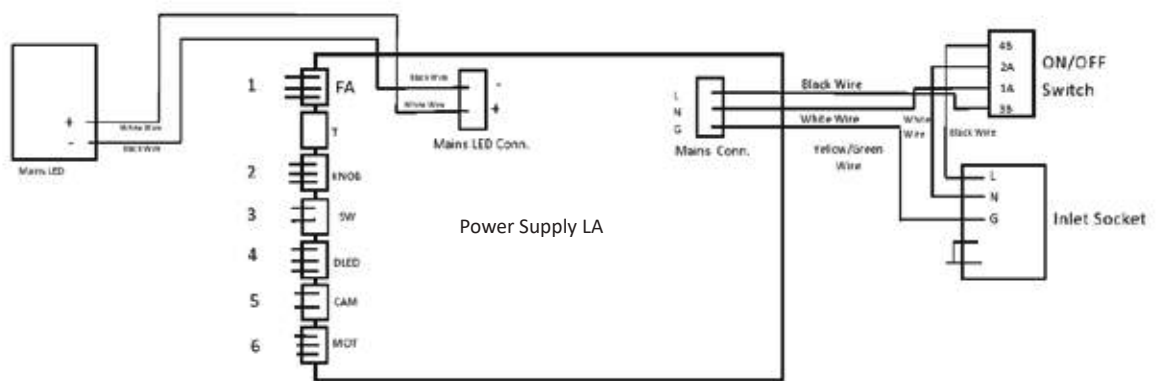 +
White Wire
-
Black Wire
Mains LED
1
FA
T
2
KNOB
3
SW
4
DLED
5
CAM
6
MOT
Black Wire
-
White Wire
+
Mains LED Conn.
Power Supply LA
L
N
G
Mains Conn.
Black Wire
White Wire
White
Wire
Black Wire
Yellow/Green
Wire
4B
2A
1A
3B
ON/OFF
Switch
L
N
G
Inlet Socket